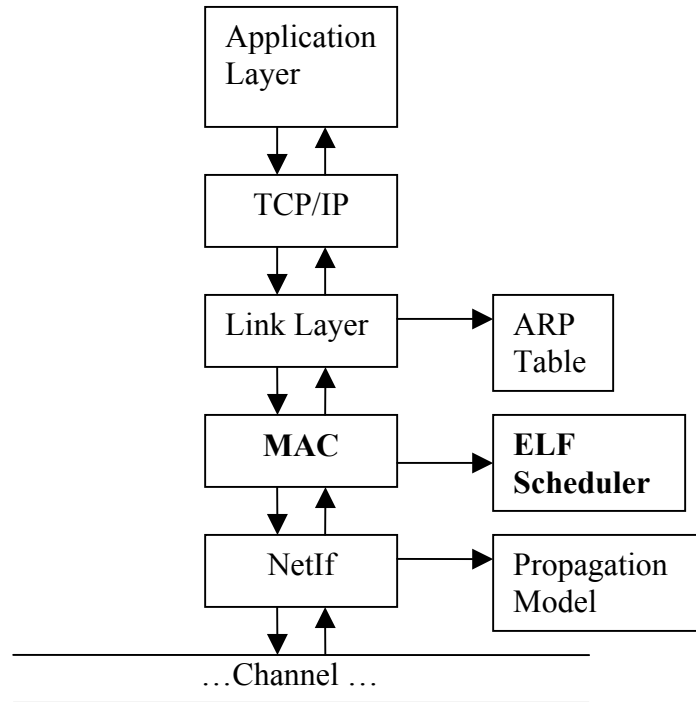 Application
Layer
TCP/IP
Link Layer
ARP
Table
MAC
ELF
Scheduler
NetIf
Propagation
Model
…Channel …